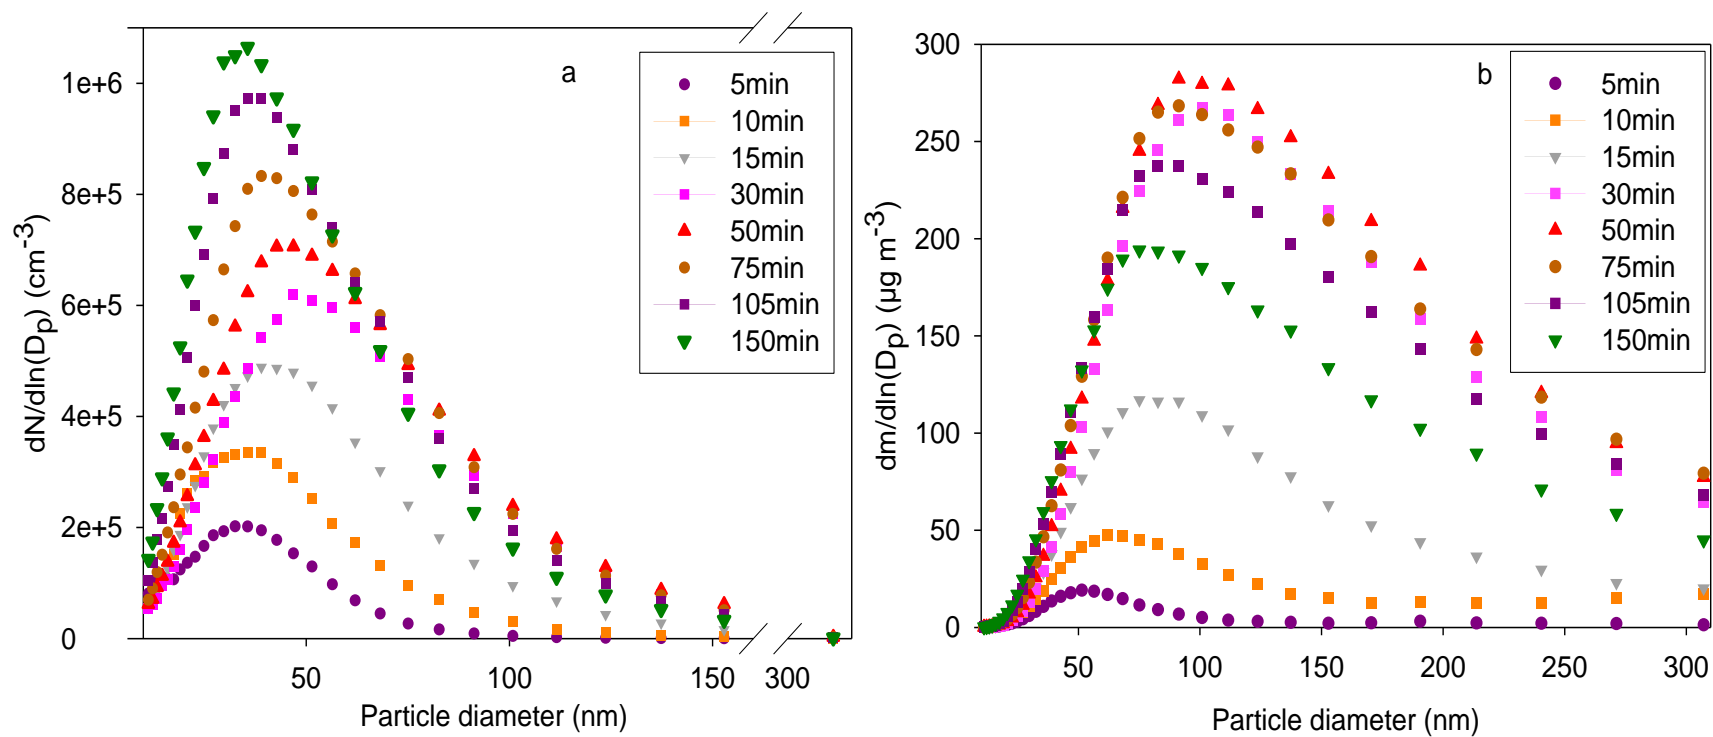 a
5min
10min
15min
30min
50min
75min
105min
150min
1e+6
8e+5
6e+5
4e+5
2e+5
0
dN/dln(Dp) (cm-3)
50
100
150
300
Particle diameter (nm)
b
5min
10min
15min
30min
50min
75min
105min
150min
300
250
200
150
100
50
0
dm/dln(Dp) (µg m-3)
50
100
150
200
250
300
Particle diameter (nm)